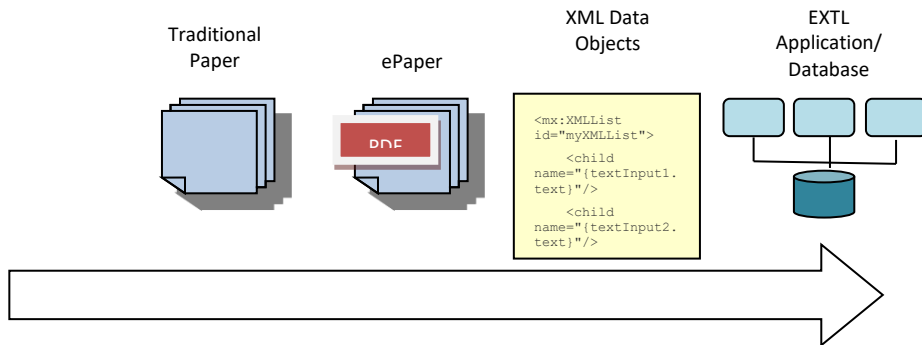 Traditional
Paper
ePaper
XML Data
Objects
EXTL
Application/
Database
PDF
<mx:XMLList
id="myXMLList">
<child
name="{textInput1.
text}"/>
<child
name="{textInput2.
text}"/>